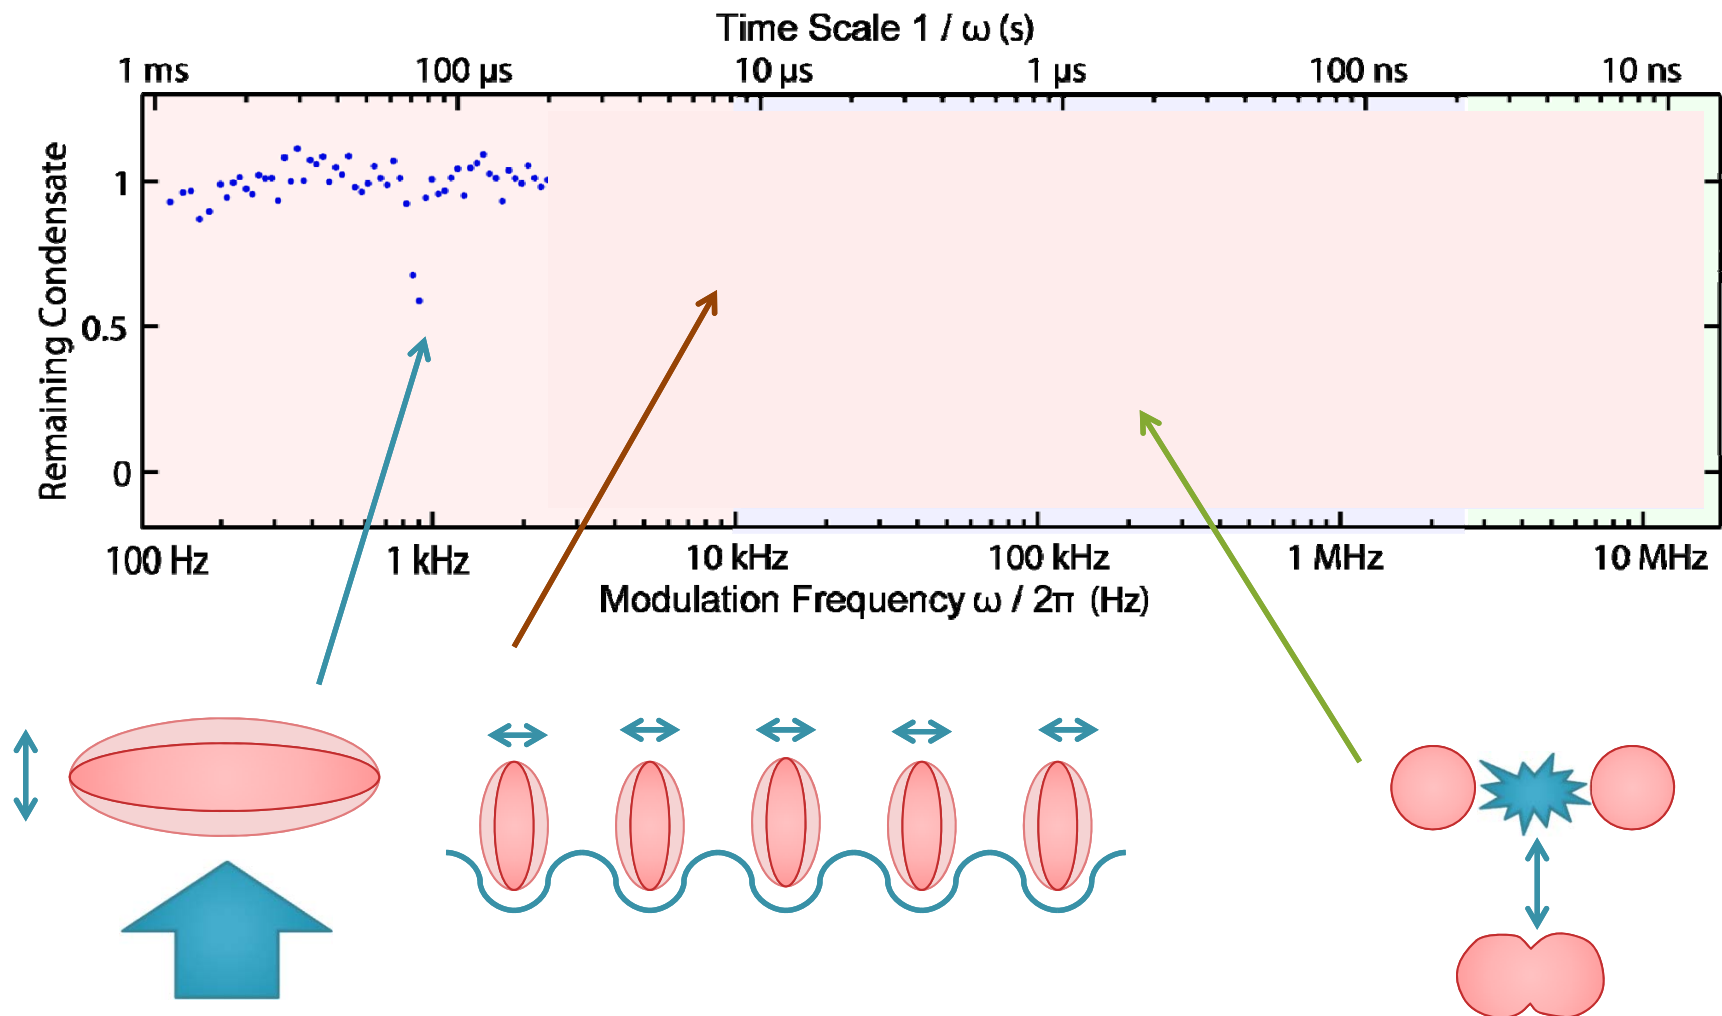 Time Scale 1 / ω (s)
1 ms 100 µs 10 µs 1 µs 100 ns 10 ns
Remaining Condensate
1
0.5
0
100 Hz 1 kHz 10 kHz 100 kHz 1 MHz 10 MHz
Modulation Frequency ω / 2π (Hz)